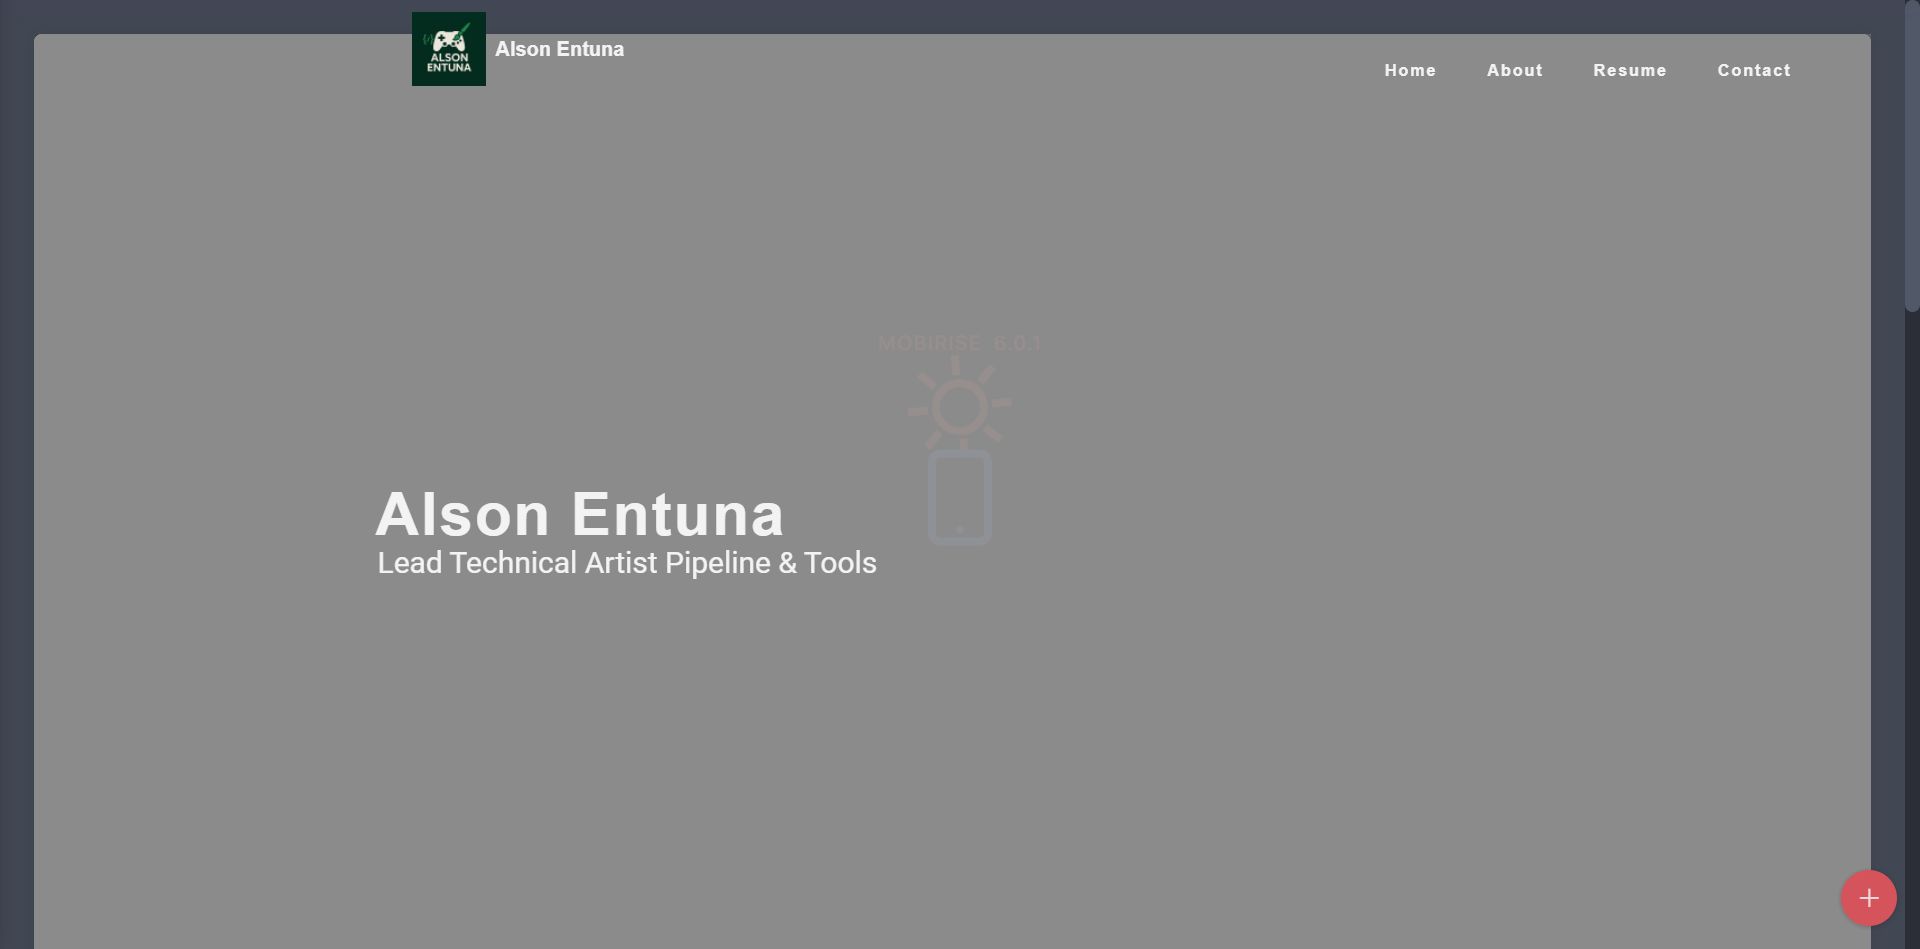 ALSON
ENTUNA
Alson Entuna
Home About Resume Contact
MOBIRISE 6.0.1
Alson Entuna
Lead Technical Artist Pipeline & Tools